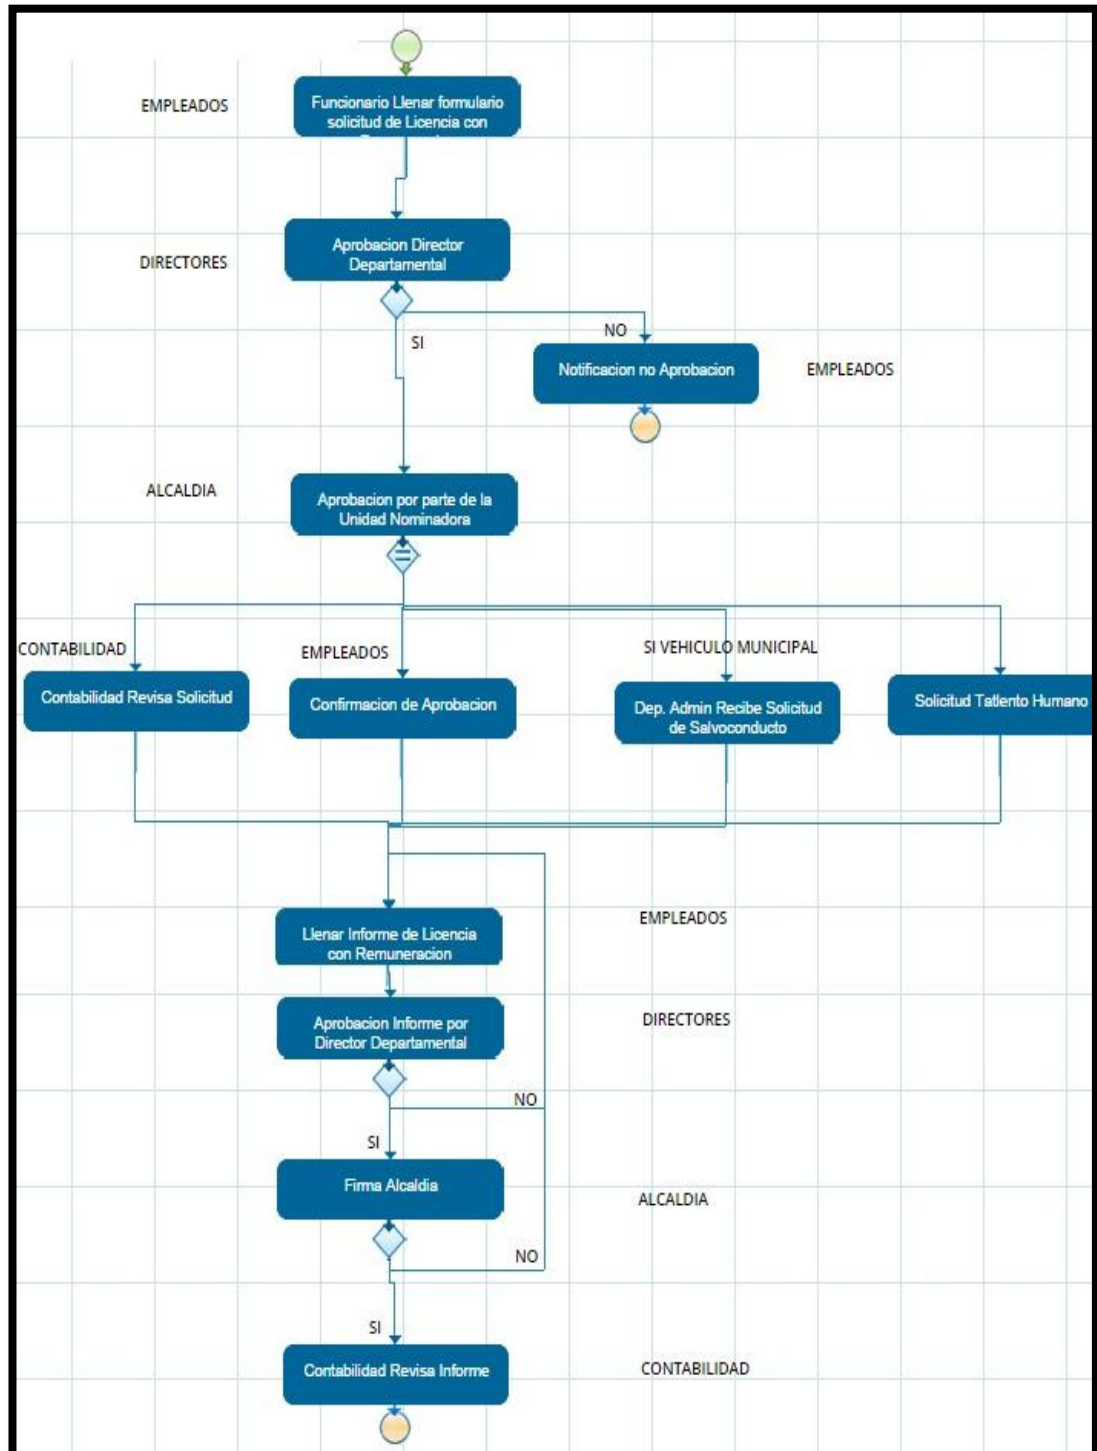 EMPLEADOS
Funcionario Llenar formulario
solicitud de Licencia con
Aprobacion Director
Departamental
DIRECTORES
SI
NO
Notificacion no Aprobacion
EMPLEADOS
ALCALDIA
Aprobacion por parte de la
Unidad Nominadora
CONTABILIDAD
EMPLEADOS
SI VEHICULO MUNICIPAL
Contabilidad Revisa Solicitud
Confirmacion de Aprobacion
Dep. Admin Recibe Solicitud
de Salvoconducto
Solicitud Tatlento Humano
EMPLEADOS
Llenar Informe de Licencia
con Remuneracion
Aprobacion Informe por
Director Departamental
DIRECTORES
NO
SI
Firma Alcaldia
ALCALDIA
NO
SI
Contabilidad Revisa Informe
CONTABILIDAD